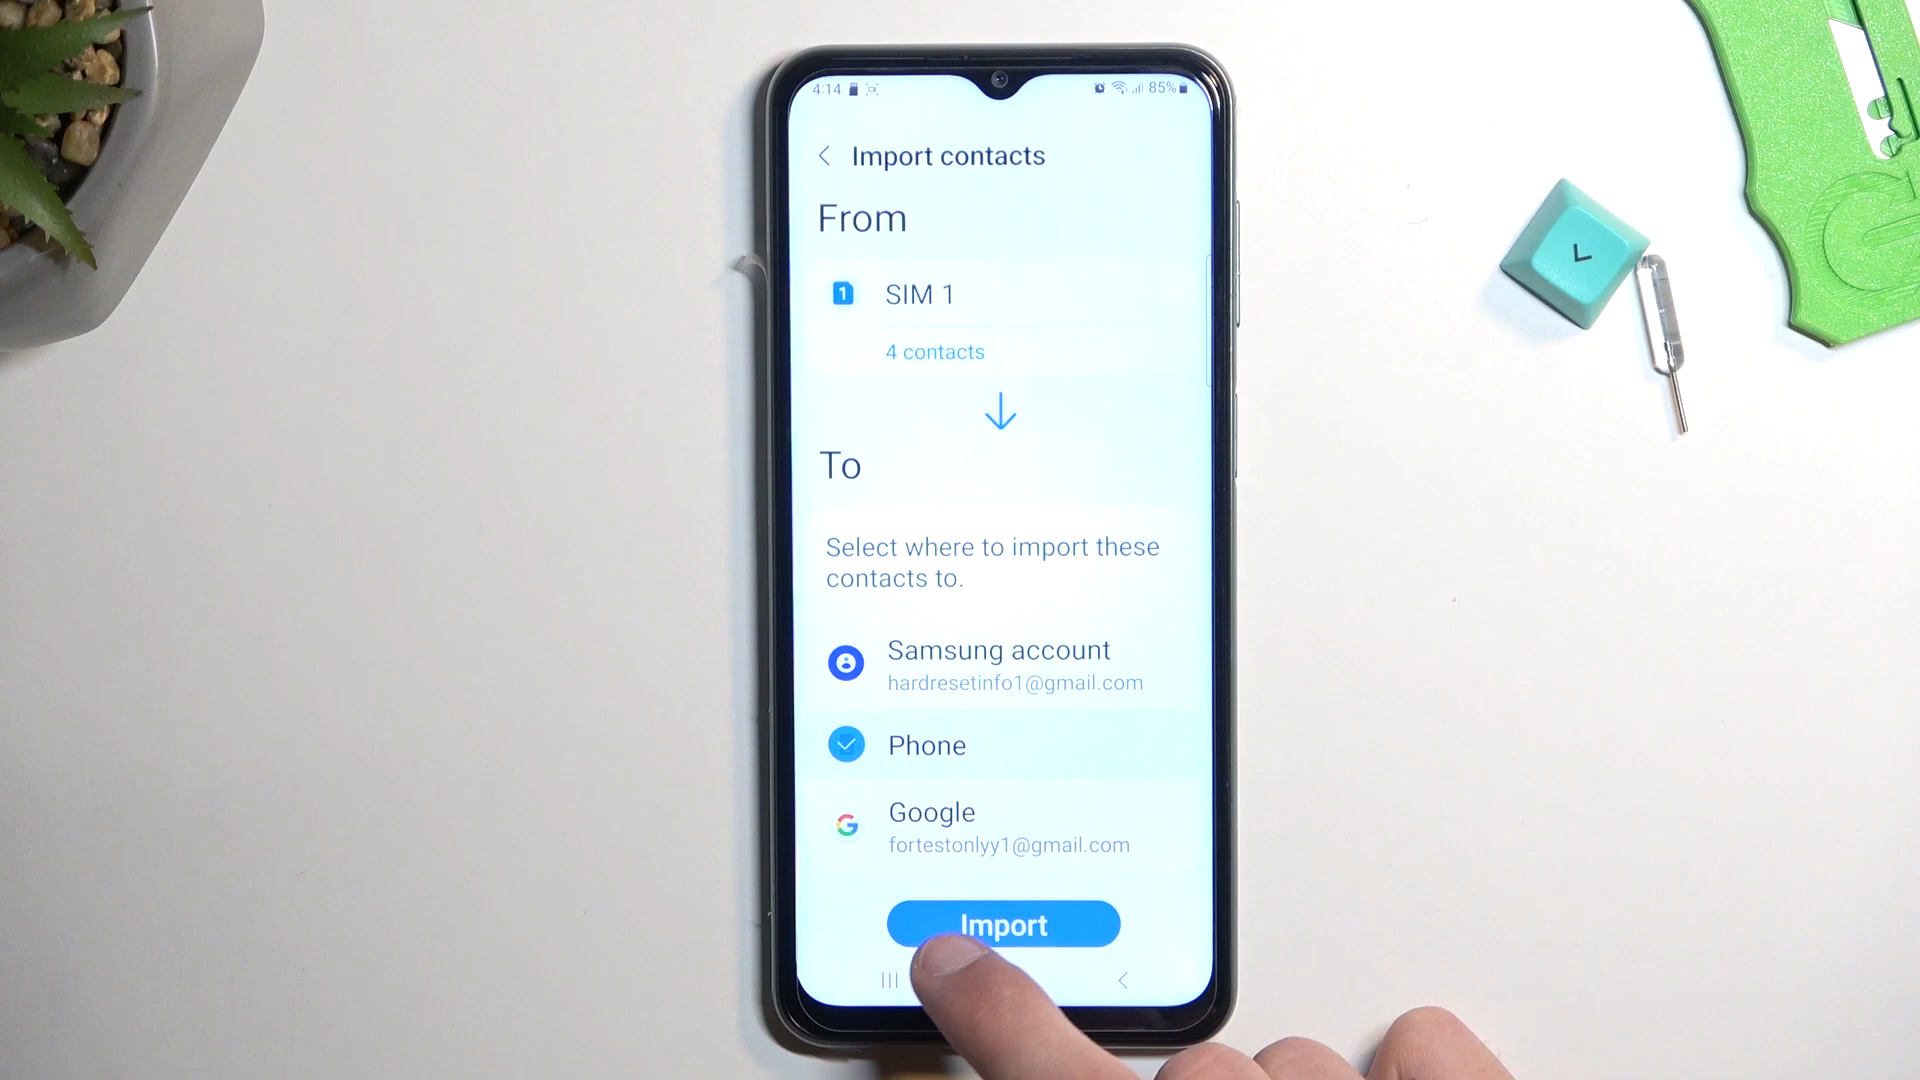 4:14 85%
Import contacts
From
1 SIM 1
4 contacts
To
Select where to import these
contacts to.
Samsung account
hardresetinfo1@gmail.com
Phone
Google
fortestonlyy1@gmail.com
Import